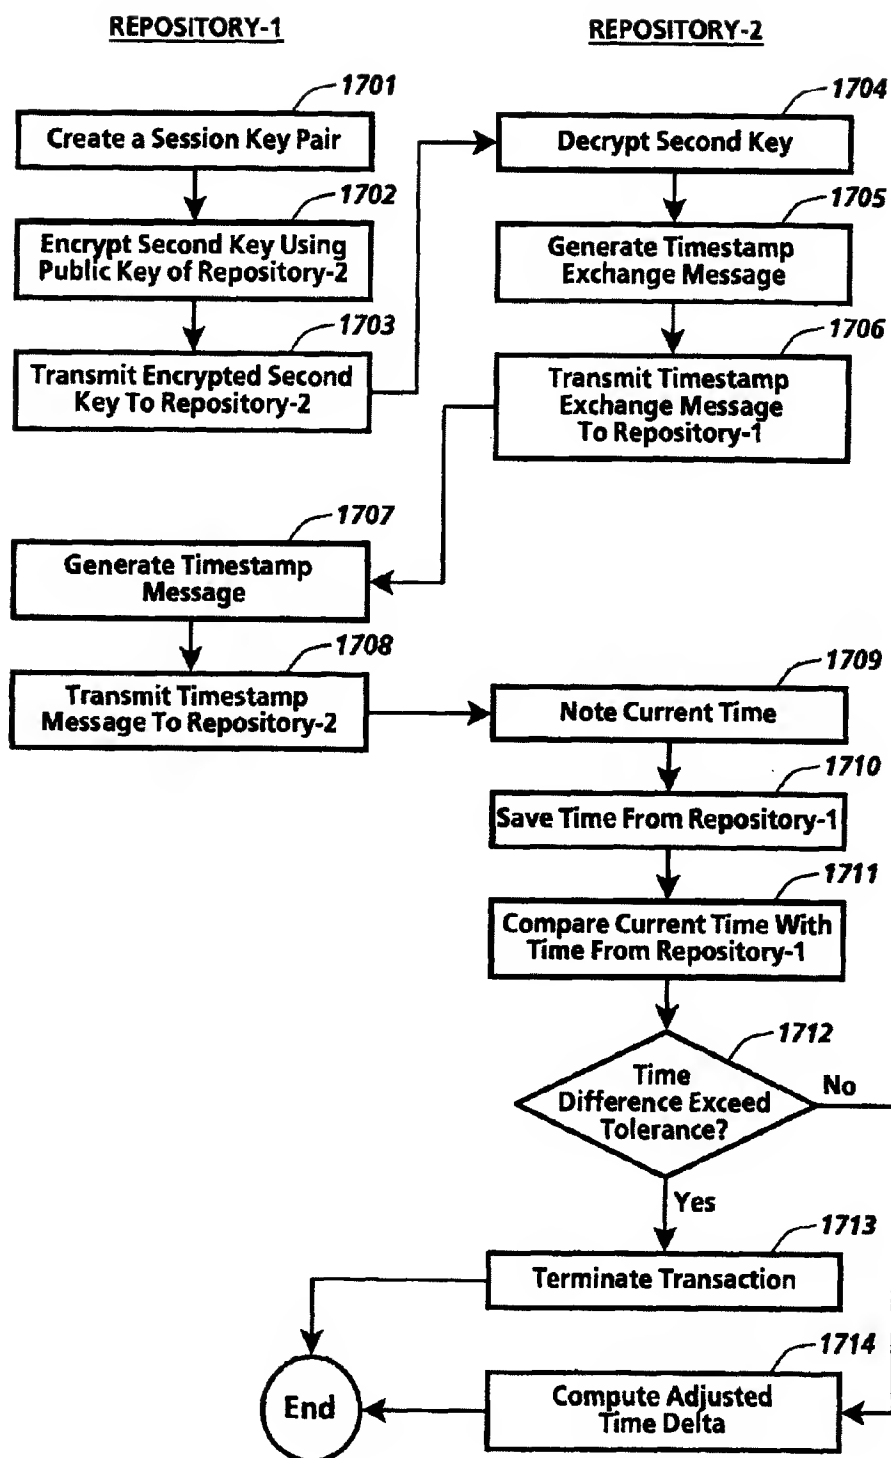 REPOSITORY-1
REPOSITORY-2
1701
Create a Session Key Pair
1702
Encrypt Second Key Using
Public Key of Repository-2
1703
Transmit Encrypted Second
Key To Repository-2
1704
Decrypt Second Key
1705
Generate Timestamp
Exchange Message
1706
Transmit Timestamp
Exchange Message
To Repository-1
1707
Generate Timestamp
Message
1708
Transmit Timestamp
Message To Repository-2
1709
Note Current Time
1710
Save Time From Repository-1
1711
Compare Current Time With
Time From Repository-1
1712
Time
Difference Exceed
Tolerance?
No
Yes
1713
Terminate Transaction
1714
Compute Adjusted
Time Delta
End